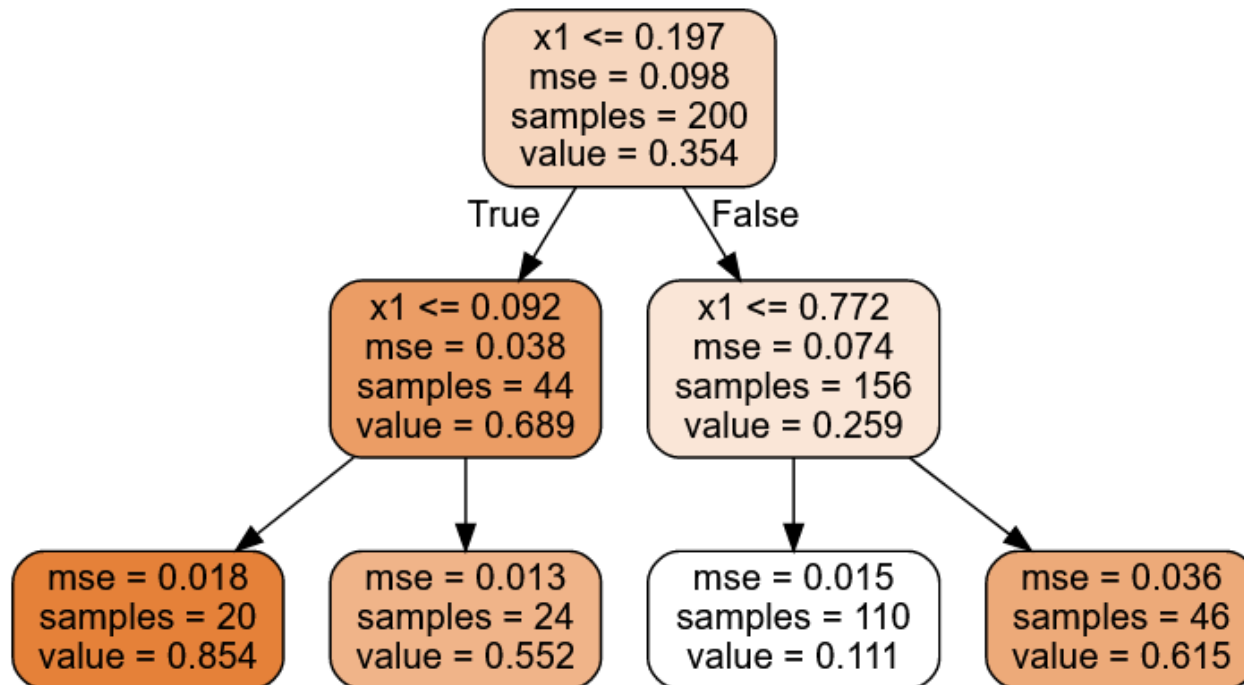 x1 <= 0.197
mse = 0.098
samples = 200
value = 0.354
True
False
x1 <= 0.092
mse = 0.038
samples = 44
value = 0.689
x1 <= 0.772
mse = 0.074
samples = 156
value = 0.259
mse = 0.018
samples = 20
value = 0.854
mse = 0.013
samples = 24
value = 0.552
mse = 0.015
samples = 110
value = 0.111
mse = 0.036
samples = 46
value = 0.615